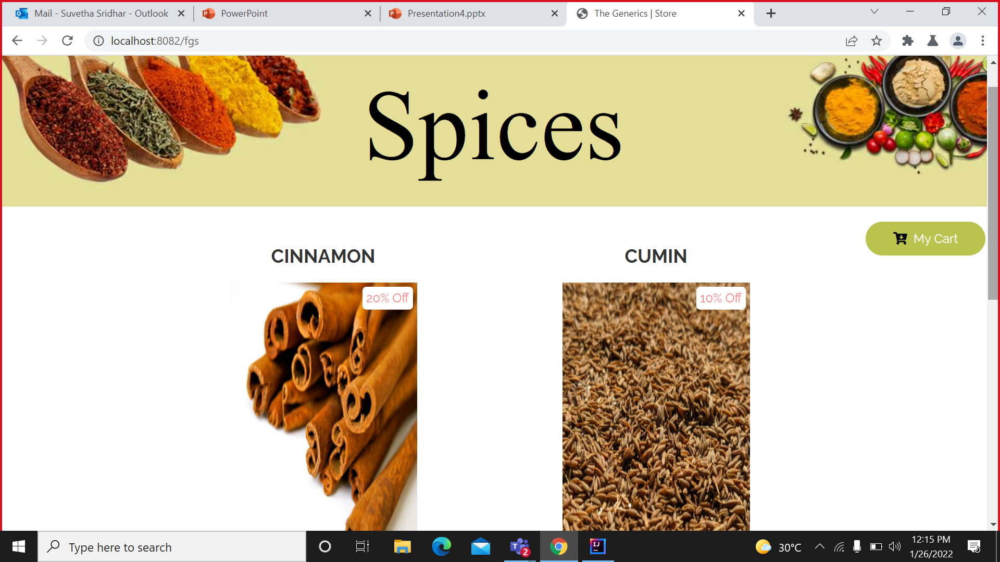 Mail - Suvetha Sridhar - Outlook
PowerPoint
Presentation4.pptx
The Generics | Store
localhost:8082/fgs
Spices
My Cart
CINNAMON
CUMIN
20% Off
10% Off
Type here to search
2
IJ
30°C
12:15 PM
1/26/2022